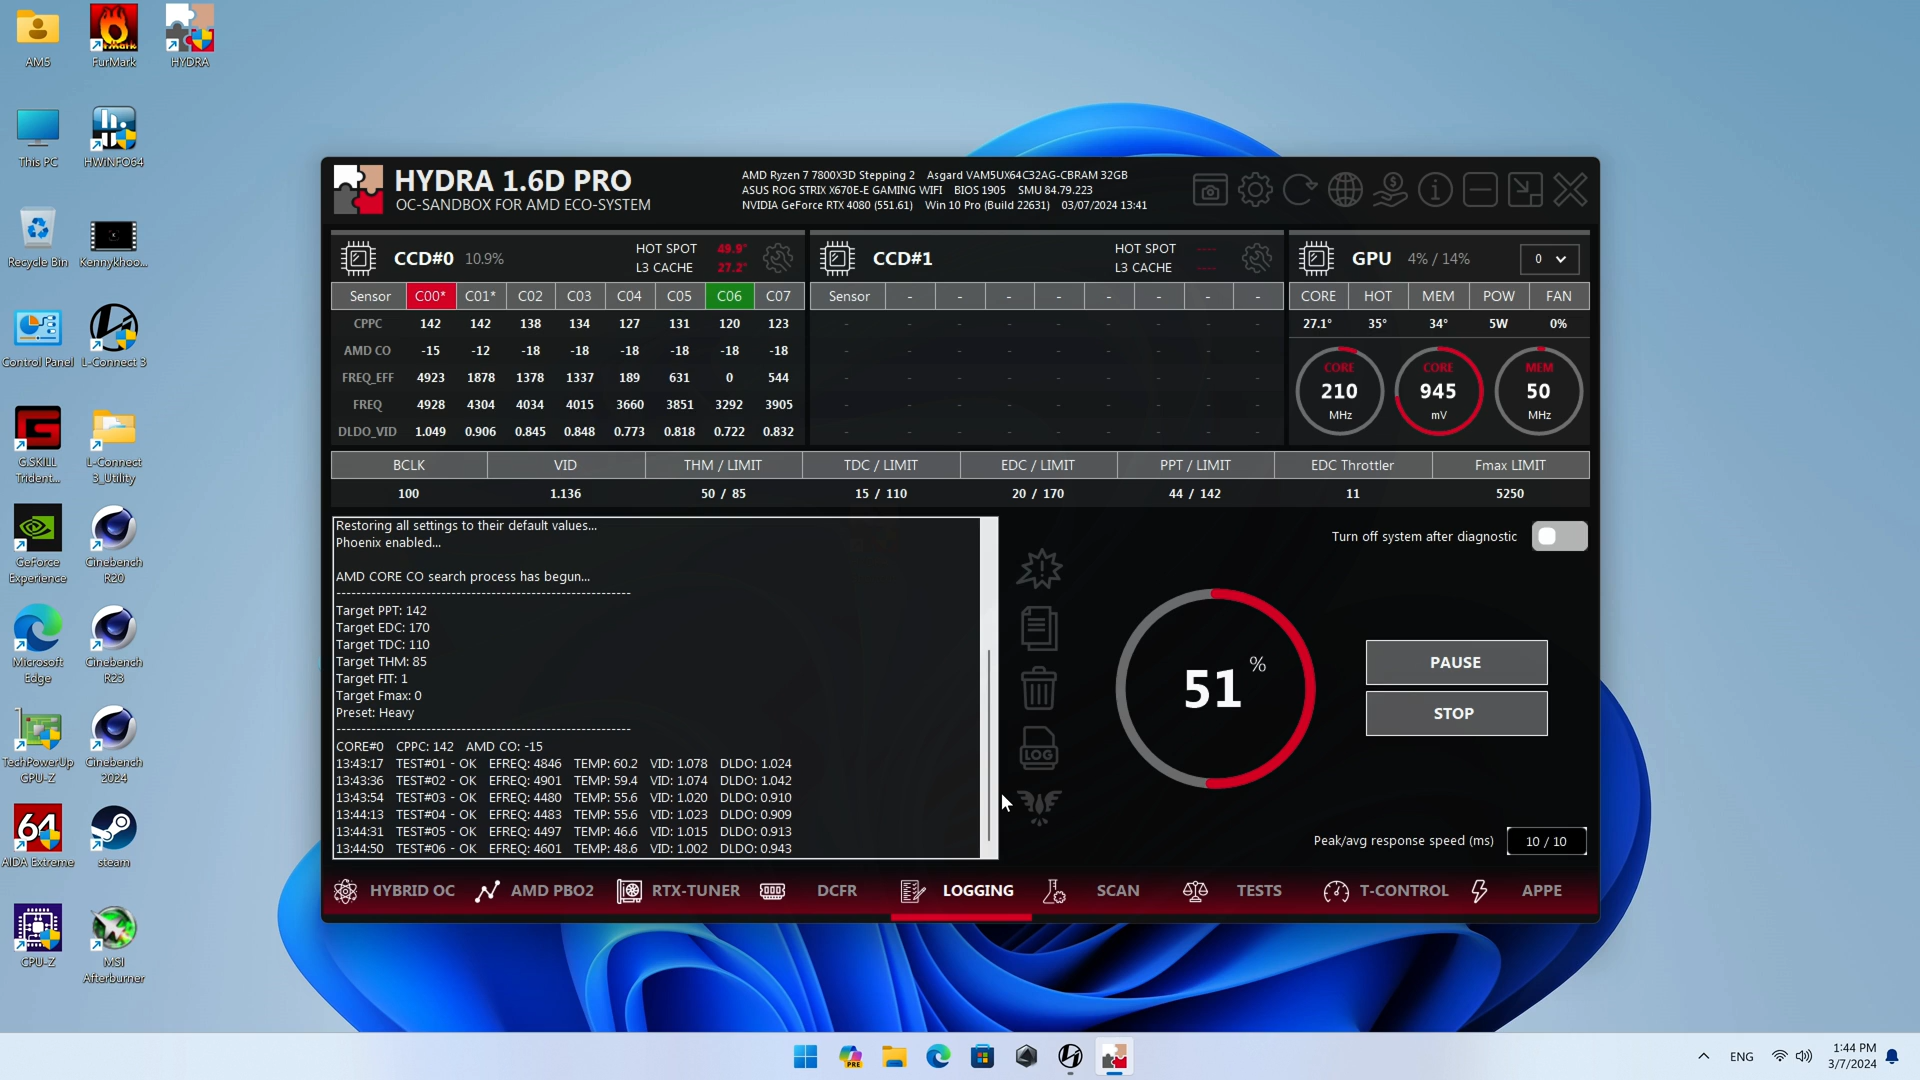 AM5
FurMark
HYDRA
This PC
HWiNFO64
Recycle Bin
Kennykhoo...
Control Panel
L-Connect 3
G.SKILL
Trident...
L-Connect
3_Utility
GeForce
Experience
Cinebench
R20
Microsoft
Edge
Cinebench
R23
TechPowerUp
GPU-Z
Cinebench
2024
64
AIDA Extreme
steam
CPU-Z
MSI
Afterburner
HYDRA 1.6D PRO
OC-SANDBOX FOR AMD ECO-SYSTEM
AMD Ryzen 7 7800X3D Stepping 2 Asgard VAM5UX64C32AG-CBRAM 32GB
ASUS ROG STRIX X670E-E GAMING WIFI BIOS 1905 SMU 84.79.223
NVIDIA GeForce RTX 4080 (551.61) Win 10 Pro (Build 22631) 03/07/2024 13:41
CCD#0 10.9% HOT SPOT 49.9°
L3 CACHE 27.2°
Sensor C00* C01* C02 C03 C04 C05 C06 C07
CPPC 142 142 138 134 127 131 120 123
AMD CO -15 -12 -18 -18 -18 -18 -18 -18
FREQ_EFF 4923 1878 1378 1337 189 631 0 544
FREQ 4928 4304 4034 4015 3660 3851 3292 3905
DLDO_VID 1.049 0.906 0.845 0.848 0.773 0.818 0.722 0.832
CCD#1 HOT SPOT -----
L3 CACHE -----
Sensor - - - - - - - -
- - - - - - - - -
- - - - - - - - -
- - - - - - - - -
- - - - - - - - -
- - - - - - - - -
GPU 4% / 14% 0
CORE HOT MEM POW FAN
27.1° 35° 34° 5W 0%
CORE 210 MHz
CORE 945 mV
MEM 50 MHz
BCLK VID THM / LIMIT TDC / LIMIT EDC / LIMIT PPT / LIMIT EDC Throttler Fmax LIMIT
100 1.136 50 / 85 15 / 110 20 / 170 44 / 142 11 5250
Restoring all settings to their default values...
Phoenix enabled...
AMD CORE CO search process has begun...
------------------------------------------------------------
Target PPT: 142
Target EDC: 170
Target TDC: 110
Target THM: 85
Target FIT: 1
Target Fmax: 0
Preset: Heavy
------------------------------------------------------------
CORE#0 CPPC: 142 AMD CO: -15
13:43:17 TEST#01 - OK EFREQ: 4846 TEMP: 60.2 VID: 1.078 DLDO: 1.024
13:43:36 TEST#02 - OK EFREQ: 4901 TEMP: 59.4 VID: 1.074 DLDO: 1.042
13:43:54 TEST#03 - OK EFREQ: 4480 TEMP: 55.6 VID: 1.020 DLDO: 0.910
13:44:13 TEST#04 - OK EFREQ: 4483 TEMP: 55.6 VID: 1.023 DLDO: 0.909
13:44:31 TEST#05 - OK EFREQ: 4497 TEMP: 46.6 VID: 1.015 DLDO: 0.913
13:44:50 TEST#06 - OK EFREQ: 4601 TEMP: 48.6 VID: 1.002 DLDO: 0.943
LOG
Turn off system after diagnostic
51 %
PAUSE
STOP
Peak/avg response speed (ms) 10 / 10
HYBRID OC AMD PBO2 RTX-TUNER DCFR LOGGING SCAN TESTS T-CONTROL APPE
PRE
ENG
1:44 PM
3/7/2024